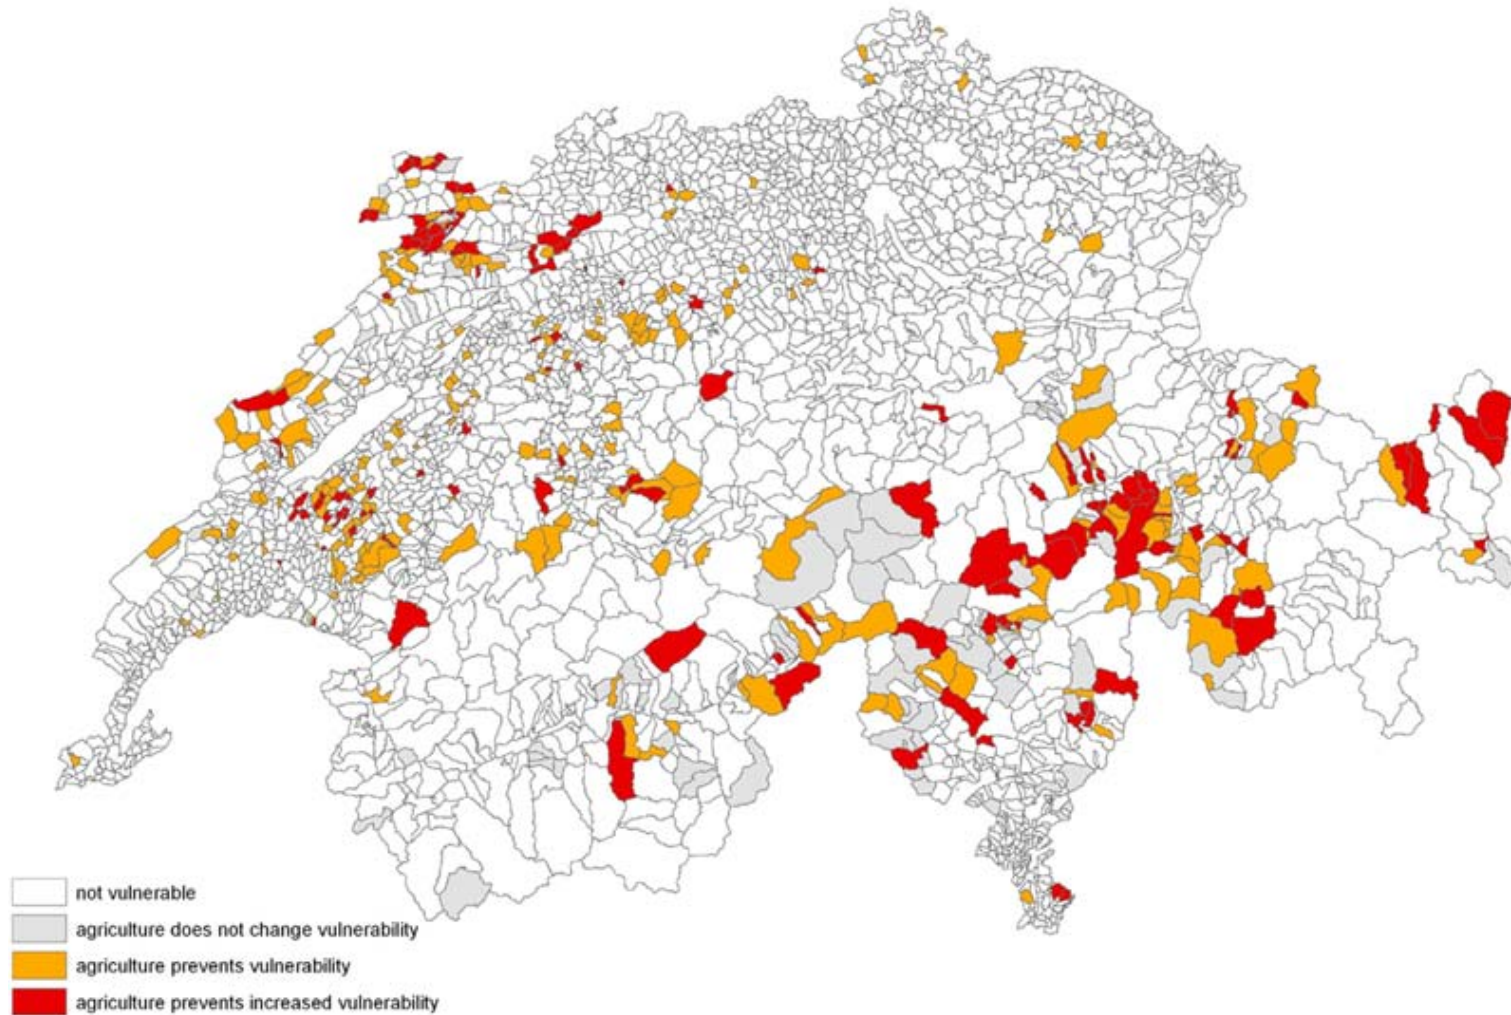 not vulnerable
agriculture does not change vulnerability
agriculture prevents vulnerability
agriculture prevents increased vulnerability